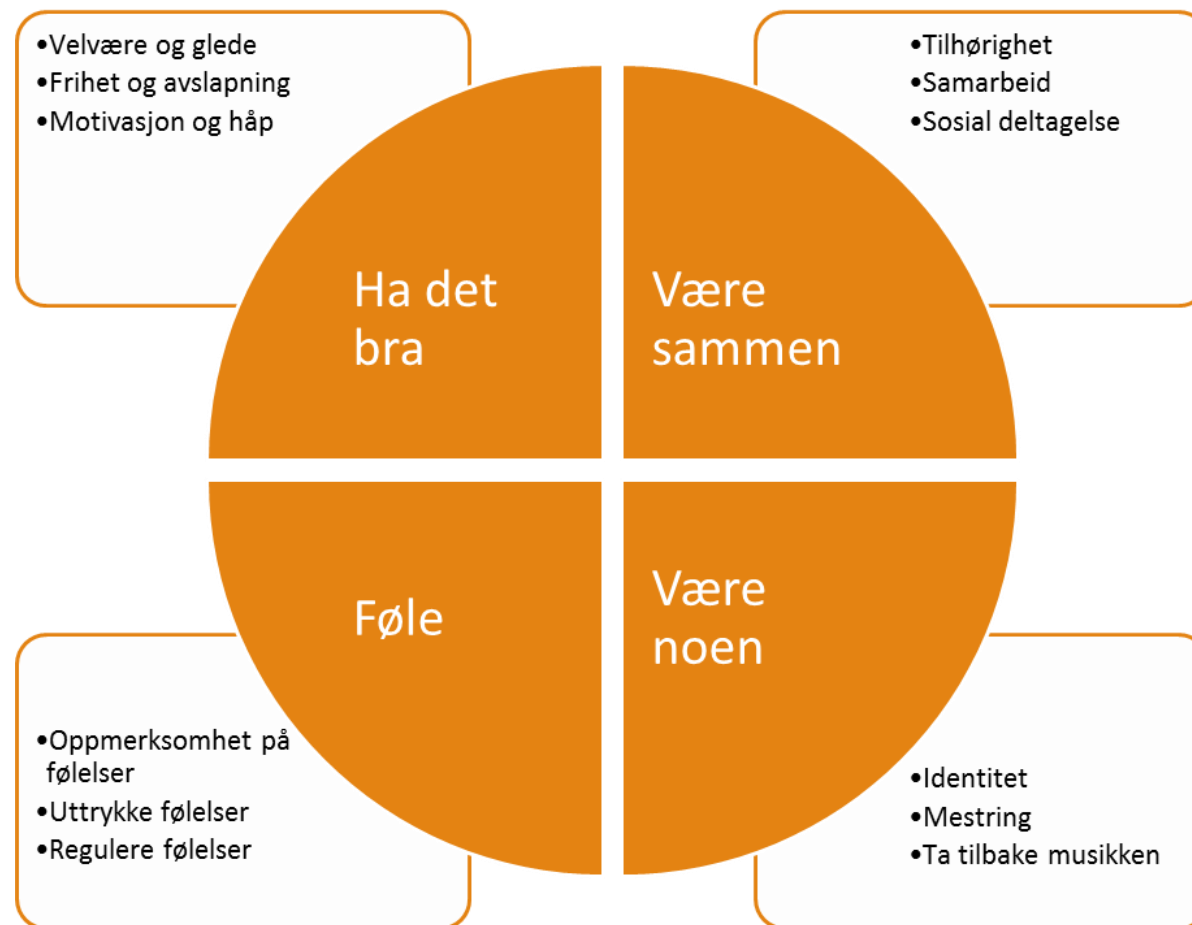 •Velvære og glede
•Frihet og avslapning
•Motivasjon og håp
•Tilhørighet
•Samarbeid
•Sosial deltagelse
Ha det
bra
Være
sammen
Føle
Være
noen
•Oppmerksomhet på
følelser
•Uttrykke følelser
•Regulere følelser
•Identitet
•Mestring
•Ta tilbake musikken